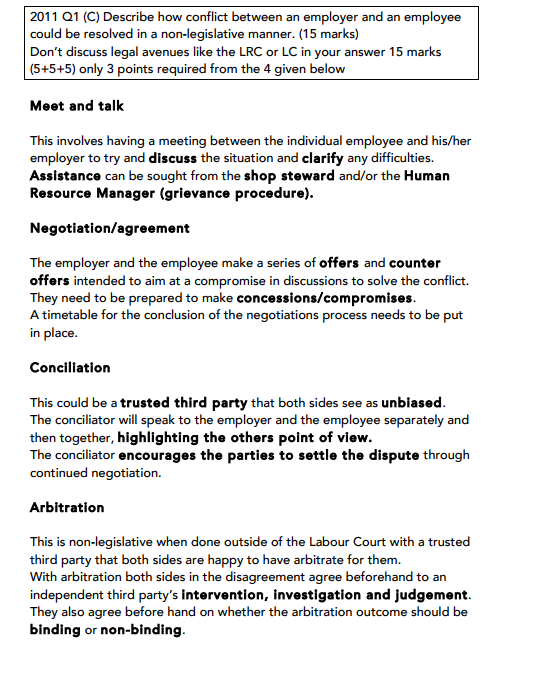 2011 Q1 (C) Describe how conflict between an employer and an employee
could be resolved in a non-legislative manner. (15 marks)
Don't discuss legal avenues like the LRC or LC in your answer 15 marks
(5+5+5) only 3 points required from the 4 given below
Meet and talk
This involves having a meeting between the individual employee and his/her
employer to try and discuss the situation and clarify any difficulties.
Assistance can be sought from the shop steward and/or the Human
Resource Manager (grievance procedure).
Negotiation/agreement
The employer and the employee make a series of offers and counter
offers intended to aim at a compromise in discussions to solve the conflict.
They need to be prepared to make concessions/compromises.
A timetable for the conclusion of the negotiations process needs to be put
in place.
Conciliation
This could be a trusted third party that both sides see as unbiased.
The conciliator will speak to the employer and the employee separately and
then together, highlighting the others point of view.
The conciliator encourages the parties to settle the dispute through
continued negotiation.
Arbitration
This is non-legislative when done outside of the Labour Court with a trusted
third party that both sides are happy to have arbitrate for them.
With arbitration both sides in the disagreement agree beforehand to an
independent third party's intervention, investigation and judgement.
They also agree before hand on whether the arbitration outcome should be
binding or non-binding.